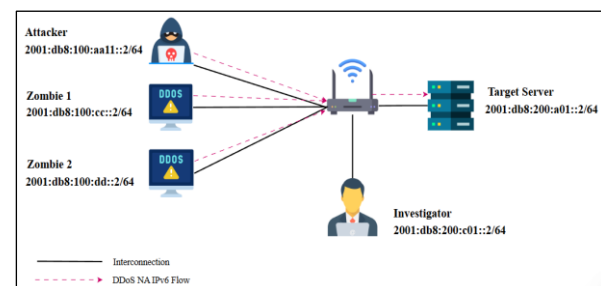 Attacker
2001:db8:100:aa11::2/64
Zombie 1
2001:db8:100:cc::2/64
DDOS
Zombie 2
2001:db8:100:dd::2/64
DDOS
Target Server
2001:db8:200:a01::2/64
Investigator
2001:db8:200:c01::2/64
Interconnection
DDoS NA IPv6 Flow